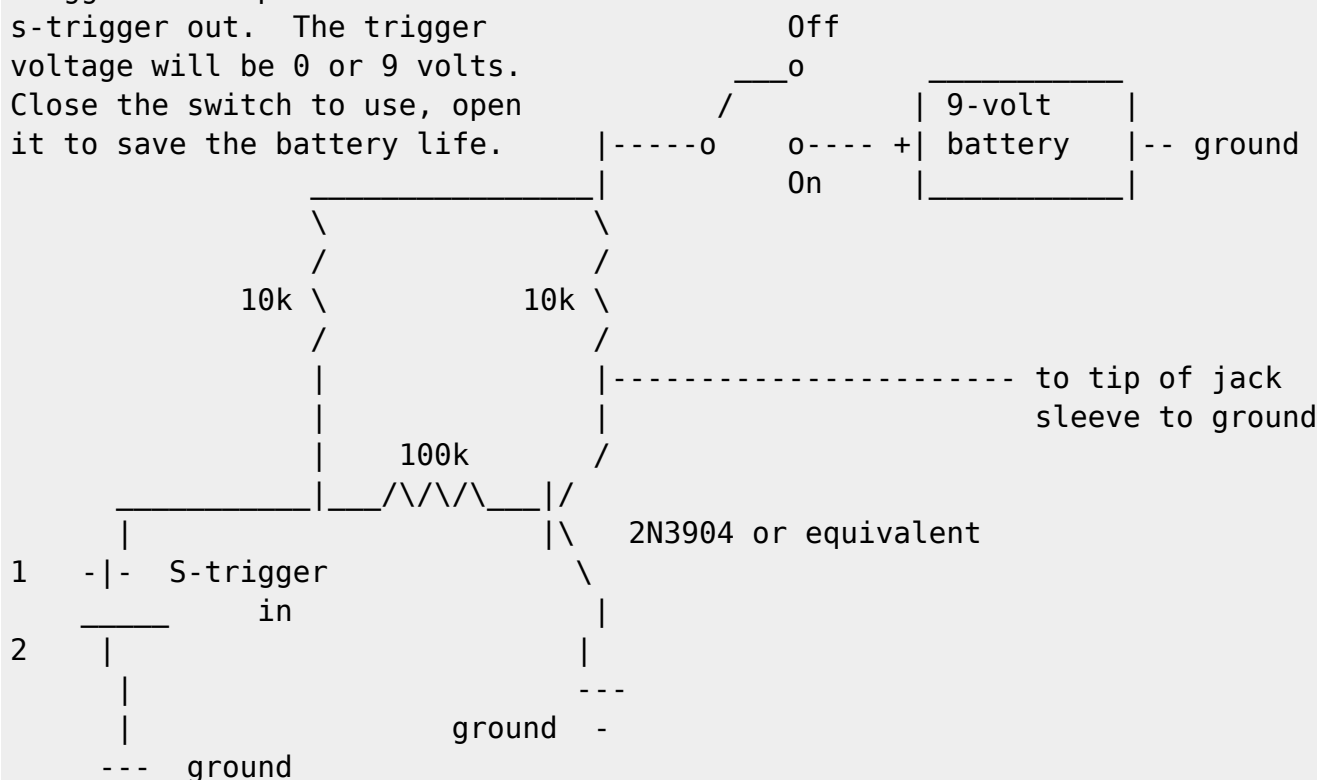 s-trigger out. The trigger Off
voltage will be 0 or 9 volts.
Close the switch to use, open 9-volt
it to save the battery life. + battery ground
On
10k 10k
to tip of jack
sleeve to ground
100k
2N3904 or equivalent
1 S-trigger
in
2
ground -
ground